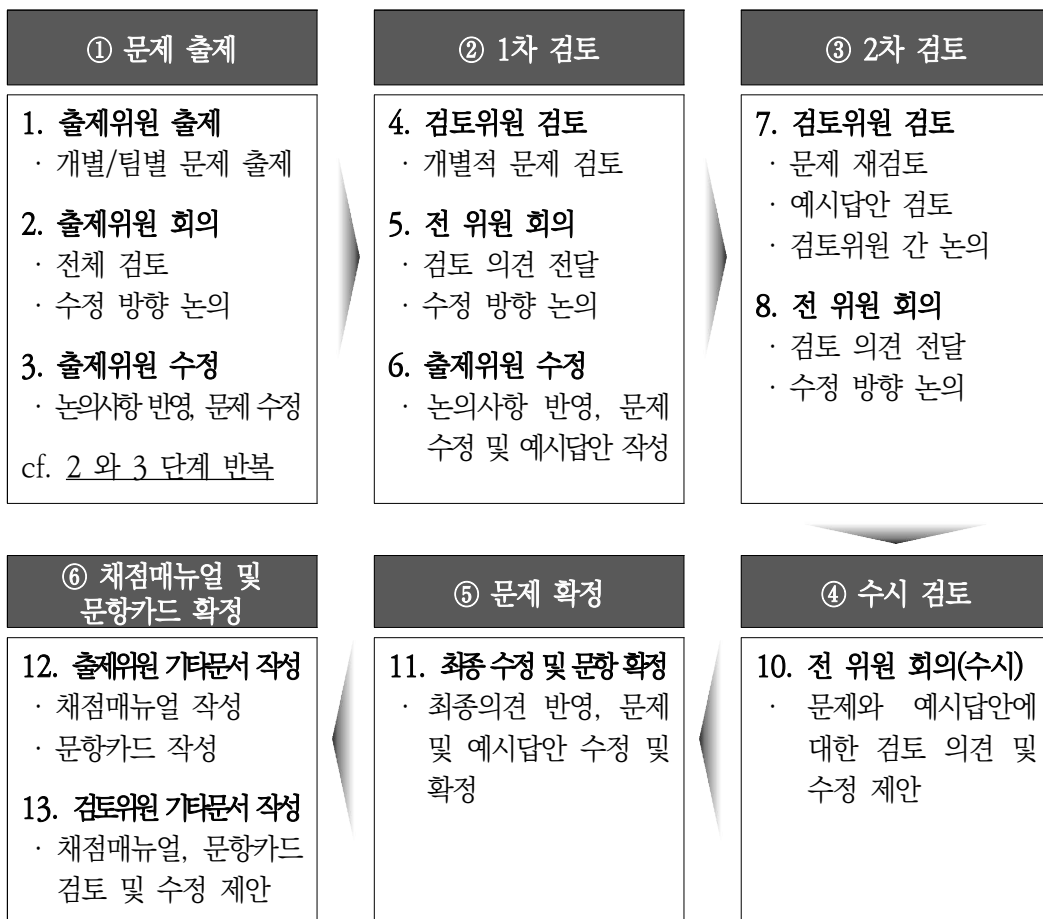 ① 문제 출제
1. 출제위원 출제
· 개별/팀별 문제 출제
2. 출제위원 회의
· 전체 검토
· 수정 방향 논의
3. 출제위원 수정
· 논의사항 반영, 문제 수정
cf. 2 와 3 단계 반복
② 1차 검토
4. 검토위원 검토
· 개별적 문제 검토
5. 전 위원 회의
· 검토 의견 전달
· 수정 방향 논의
6. 출제위원 수정
· 논의사항 반영, 문제
수정 및 예시답안 작성
③ 2차 검토
7. 검토위원 검토
· 문제 재검토
· 예시답안 검토
· 검토위원 간 논의
8. 전 위원 회의
· 검토 의견 전달
· 수정 방향 논의
④ 수시 검토
10. 전 위원 회의(수시)
· 문제와 예시답안에
대한 검토 의견 및
수정 제안
⑤ 문제 확정
11. 최종 수정 및 문항 확정
· 최종의견 반영, 문제
및 예시답안 수정 및
확정
⑥ 채점매뉴얼 및
문항카드 확정
12. 출제위원 기타문서 작성
· 채점매뉴얼 작성
· 문항카드 작성
13. 검토위원 기타문서 작성
· 채점매뉴얼, 문항카드
검토 및 수정 제안